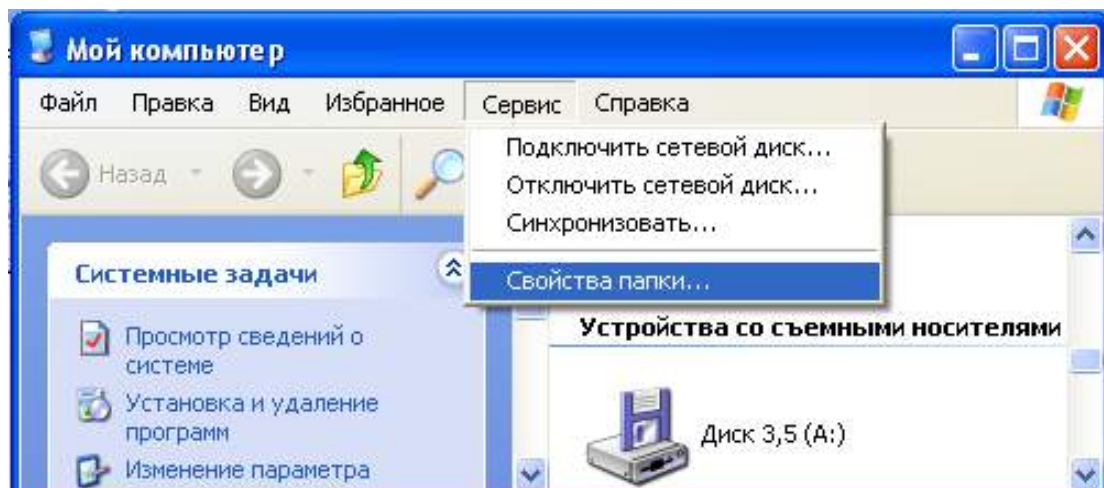 Мой компьютер
Файл Правка Вид Избранное Сервис Справка
Назад
Подключить сетевой диск...
Отключить сетевой диск...
Синхронизовать...
Свойства папки...
Системные задачи
Просмотр сведений о
системе
Установка и удаление
программ
Изменение параметра
Устройства со съемными носителями
Диск 3,5 (A:)